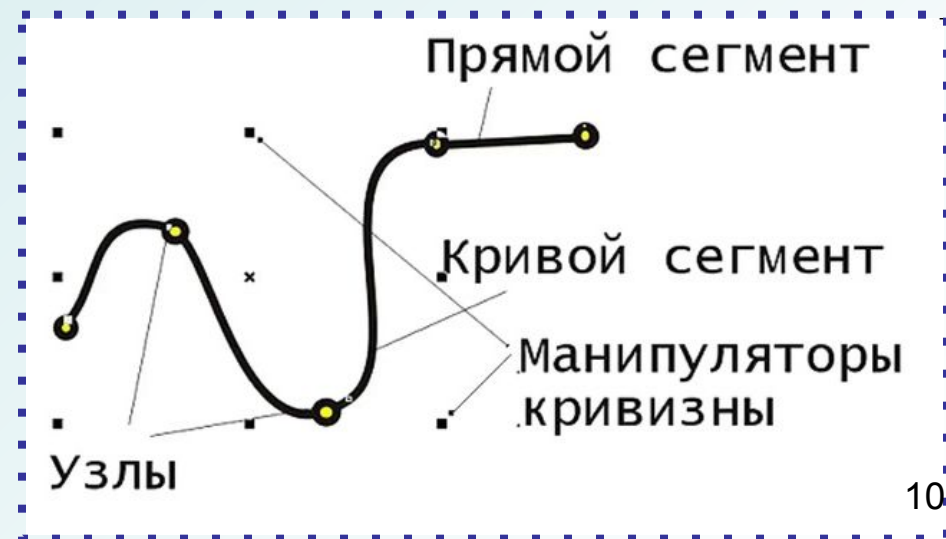 Прямой сегмент
Кривой сегмент
Манипуляторы
кривизны
Узлы
10